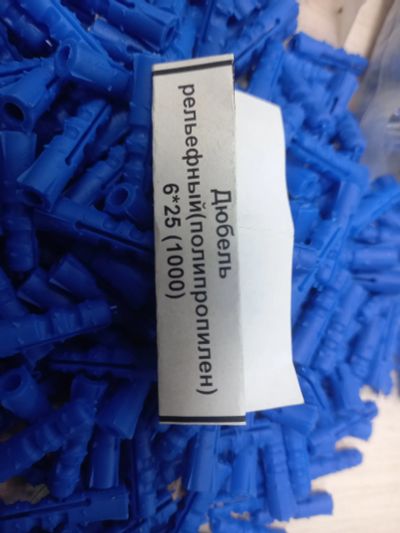 Дюбель
рельефный(полипропилен)
6*25 (1000)